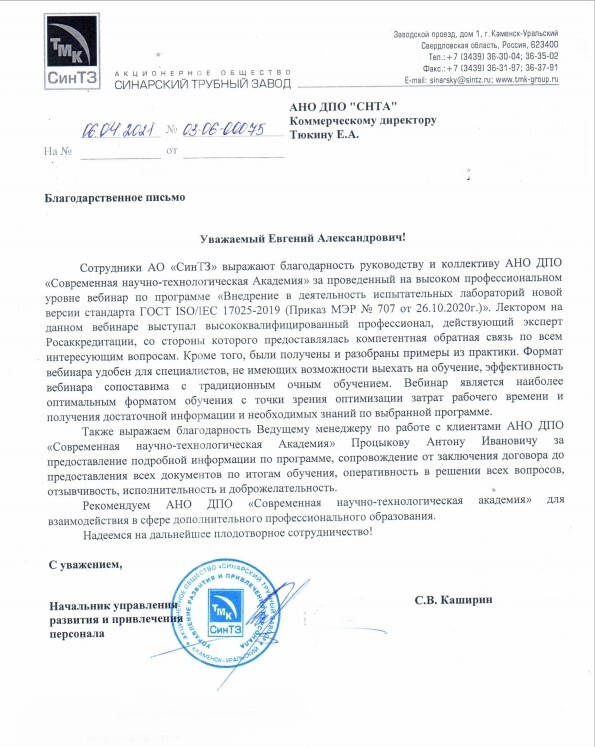 ТМК
СинТЗ
АКЦИОНЕРНОЕ ОБЩЕСТВО
СИНАРСКИЙ ТРУБНЫЙ ЗАВОД
Заводской проезд, дом 1, г. Каменск-Уральский
Свердловская область, Россия, 623400
Тел.:+7 (3439) 36-30-04; 36-35-02
Факс.:+7 (3439) 36-31-97; 36-37-91
E-mail: sinarsky@sintz.ru; www.tmk-group.ru
06.04.2021 № 03-06-00075
На № от
АНО ДПО "СНТА"
Коммерческому директору
Тюкину Е.А.
Благодарственное письмо
Уважаемый Евгений Александрович!
Сотрудники АО «СинТЗ» выражают благодарность руководству и коллективу АНО ДПО
«Современная научно-технологическая Академия» за проведенный на высоком профессиональном
уровне вебинар по программе «Внедрение в деятельность испытательных лабораторий новой
версии стандарта ГОСТ ISO/IEC 17025-2019 (Приказ МЭР № 707 от 26.10.2020г.)». Лектором на
данном вебинаре выступал высококвалифицированный профессионал, действующий эксперт
Росаккредитации, со стороны которого предоставлялась компетентная обратная связь по всем
интересующим вопросам. Кроме того, были получены и разобраны примеры из практики. Формат
вебинара удобен для специалистов, не имеющих возможности выехать на обучение, эффективность
вебинара сопоставима с традиционным очным обучением. Вебинар является наиболее
оптимальным форматом обучения с точки зрения оптимизации затрат рабочего времени и
получения достаточной информации и необходимых знаний по выбранной программе.
Также выражаем благодарность Ведущему менеджеру по работе с клиентами АНО ДПО
«Современная научно-технологическая Академия» Процыкову Антону Ивановичу за
предоставление подробной информации по программе, сопровождение от заключения договора до
предоставления всех документов по итогам обучения, оперативность в решении всех вопросов,
отзывчивость, исполнительность и доброжелательность.
Рекомендуем АНО ДПО «Современная научно-технологическая академия» для
взаимодействия в сфере дополнительного профессионального образования.
Надеемся на дальнейшее плодотворное сотрудничество!
С уважением,
Начальник управления
развития и привлечения
персонала
С.В. Каширин
АКЦИОНЕРНОЕ ОБЩЕСТВО «СИНАРСКИЙ ТРУБНЫЙ ЗАВОД»
Г.КАМЕНСК-УРАЛЬСКИЙ
УПРАВЛЕНИЕ РАЗВИТИЯ И ПРИВЛЕЧЕНИЯ ПЕРСОНАЛА
ТМК
СинТЗ